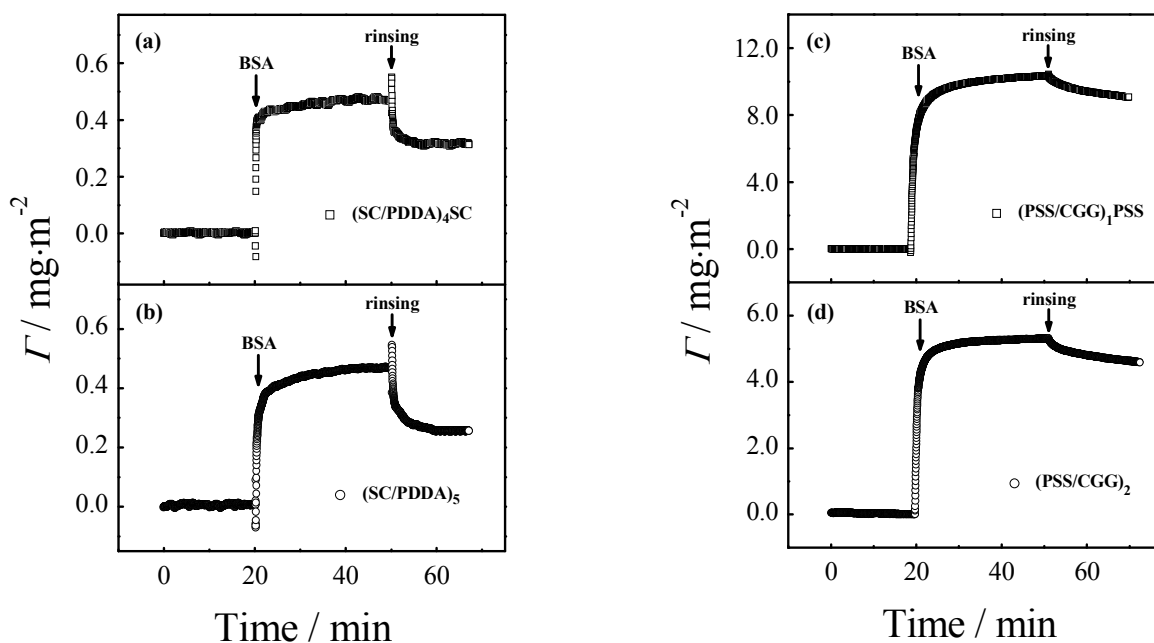 (a)
BSA
rinsing
0.6
0.4
0.2
0.0
(SC/PDDA)₄SC
(b)
BSA
rinsing
0.6
0.4
0.2
0.0
(SC/PDDA)₅
0 20 40 60
Γ / mg·m⁻²
Time / min
(c)
BSA
rinsing
12.0
8.0
4.0
0.0
(PSS/CGG)₁PSS
(d)
BSA
rinsing
6.0
4.0
2.0
0.0
(PSS/CGG)₂
0 20 40 60
Γ / mg·m⁻²
Time / min